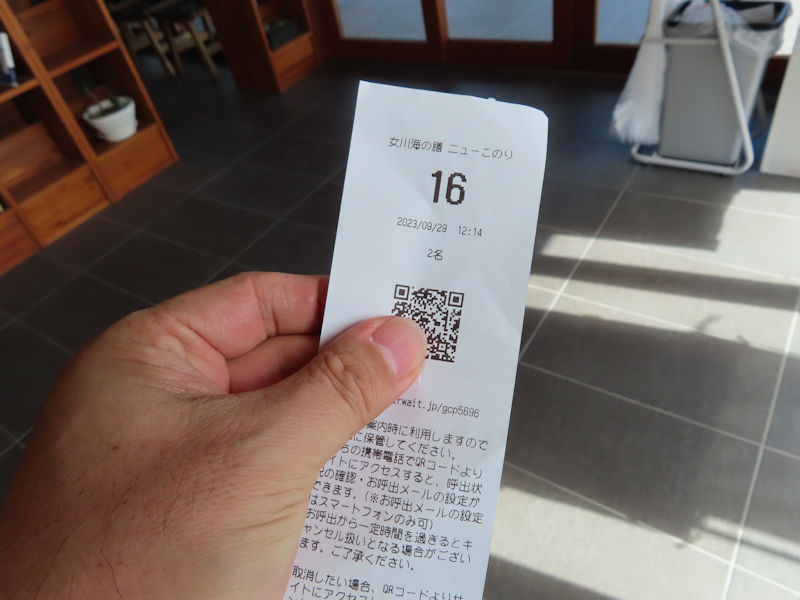 女川海の膳 ニューこのり
16
2023/09/29 12:14
2名
rwait.jp/gcp5696
案内時に利用しますので
に保管してください。
らの携帯電話でQRコードより
イトにアクセスすると、呼出状
況の確認・お呼出メールの設定が
できます。(※お呼出メールの設定
はスマートフォンのみ可)
お呼出から一定時間を過ぎるとキ
ャンセル扱いとなる場合がござい
ます。ご了承ください。
取消したい場合、QRコードよりサ
イトにアクセス